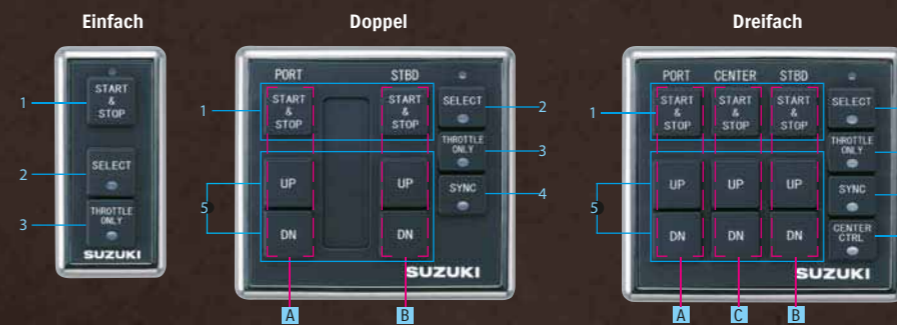 Einfach
START
&
STOP
SELECT
THROTTLE
ONLY
SUZUKI
1
2
3
Doppel
PORT STBD
START
&
STOP
START
&
STOP
SELECT
THROTTLE
ONLY
SYNC
UP UP
DN DN
SUZUKI
1
2
3
4
5
A B
Dreifach
PORT CENTER STBD
START
&
STOP
START
&
STOP
START
&
STOP
SELECT
THROTTLE
ONLY
SYNC
CENTER
CTRL
UP UP UP
DN DN DN
SUZUKI
1
5
A C B